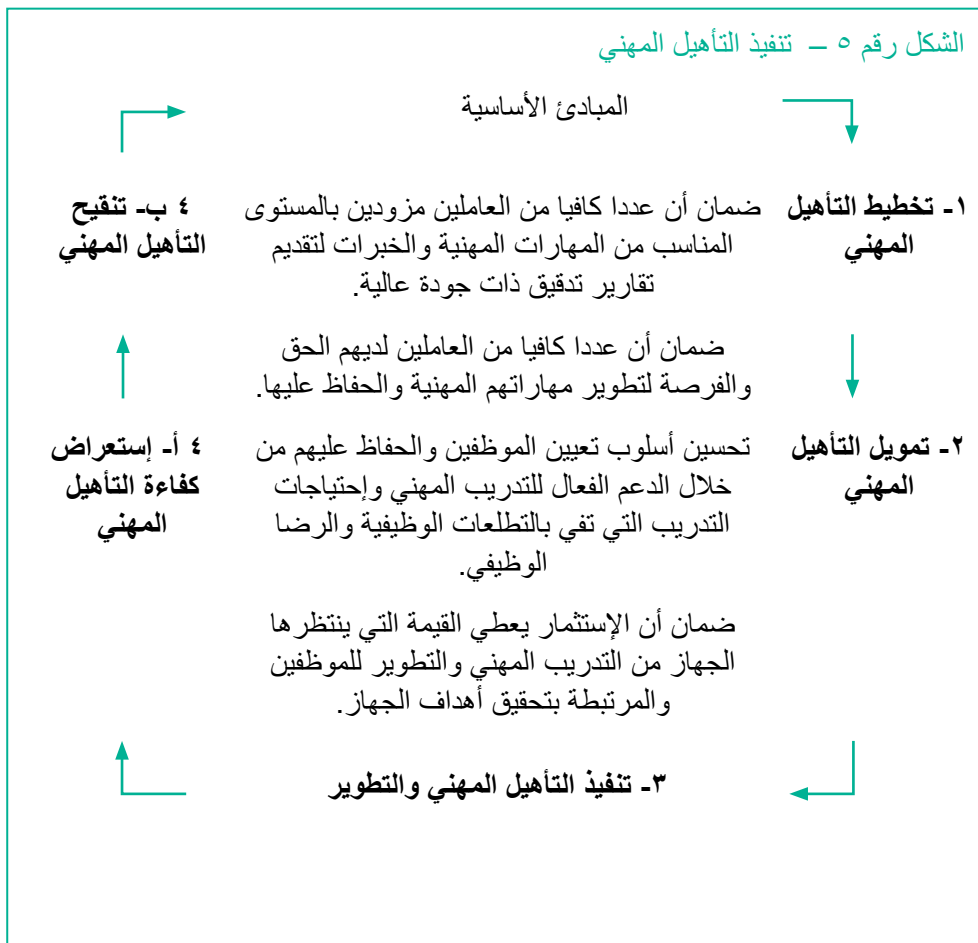 الشكل رقم ٥ – تنفيذ التأهيل المهني
المبادئ الأساسية
١- تخطيط التأهيل
المهني
ضمان أن عددا كافيا من العاملين مزودين بالمستوى
المناسب من المهارات المهنية والخبرات لتقديم
تقارير تدقيق ذات جودة عالية.
٤ ب- تنقيح
التأهيل المهني
ضمان أن عددا كافيا من العاملين لديهم الحق
والفرصة لتطوير مهاراتهم المهنية والحفاظ عليها.
٢- تمويل التأهيل
المهني
تحسين أسلوب تعيين الموظفين والحفاظ عليهم من
خلال الدعم الفعال للتدريب المهني وإحتياجات
التدريب التي تفي بالتطلعات الوظيفية والرضا
الوظيفي.
٤ أ- إستعراض
كفاءة التأهيل
المهني
ضمان أن الإستثمار يعطي القيمة التي ينتظرها
الجهاز من التدريب المهني والتطوير للموظفين
والمرتبطة بتحقيق أهداف الجهاز.
٣- تنفيذ التأهيل المهني والتطوير